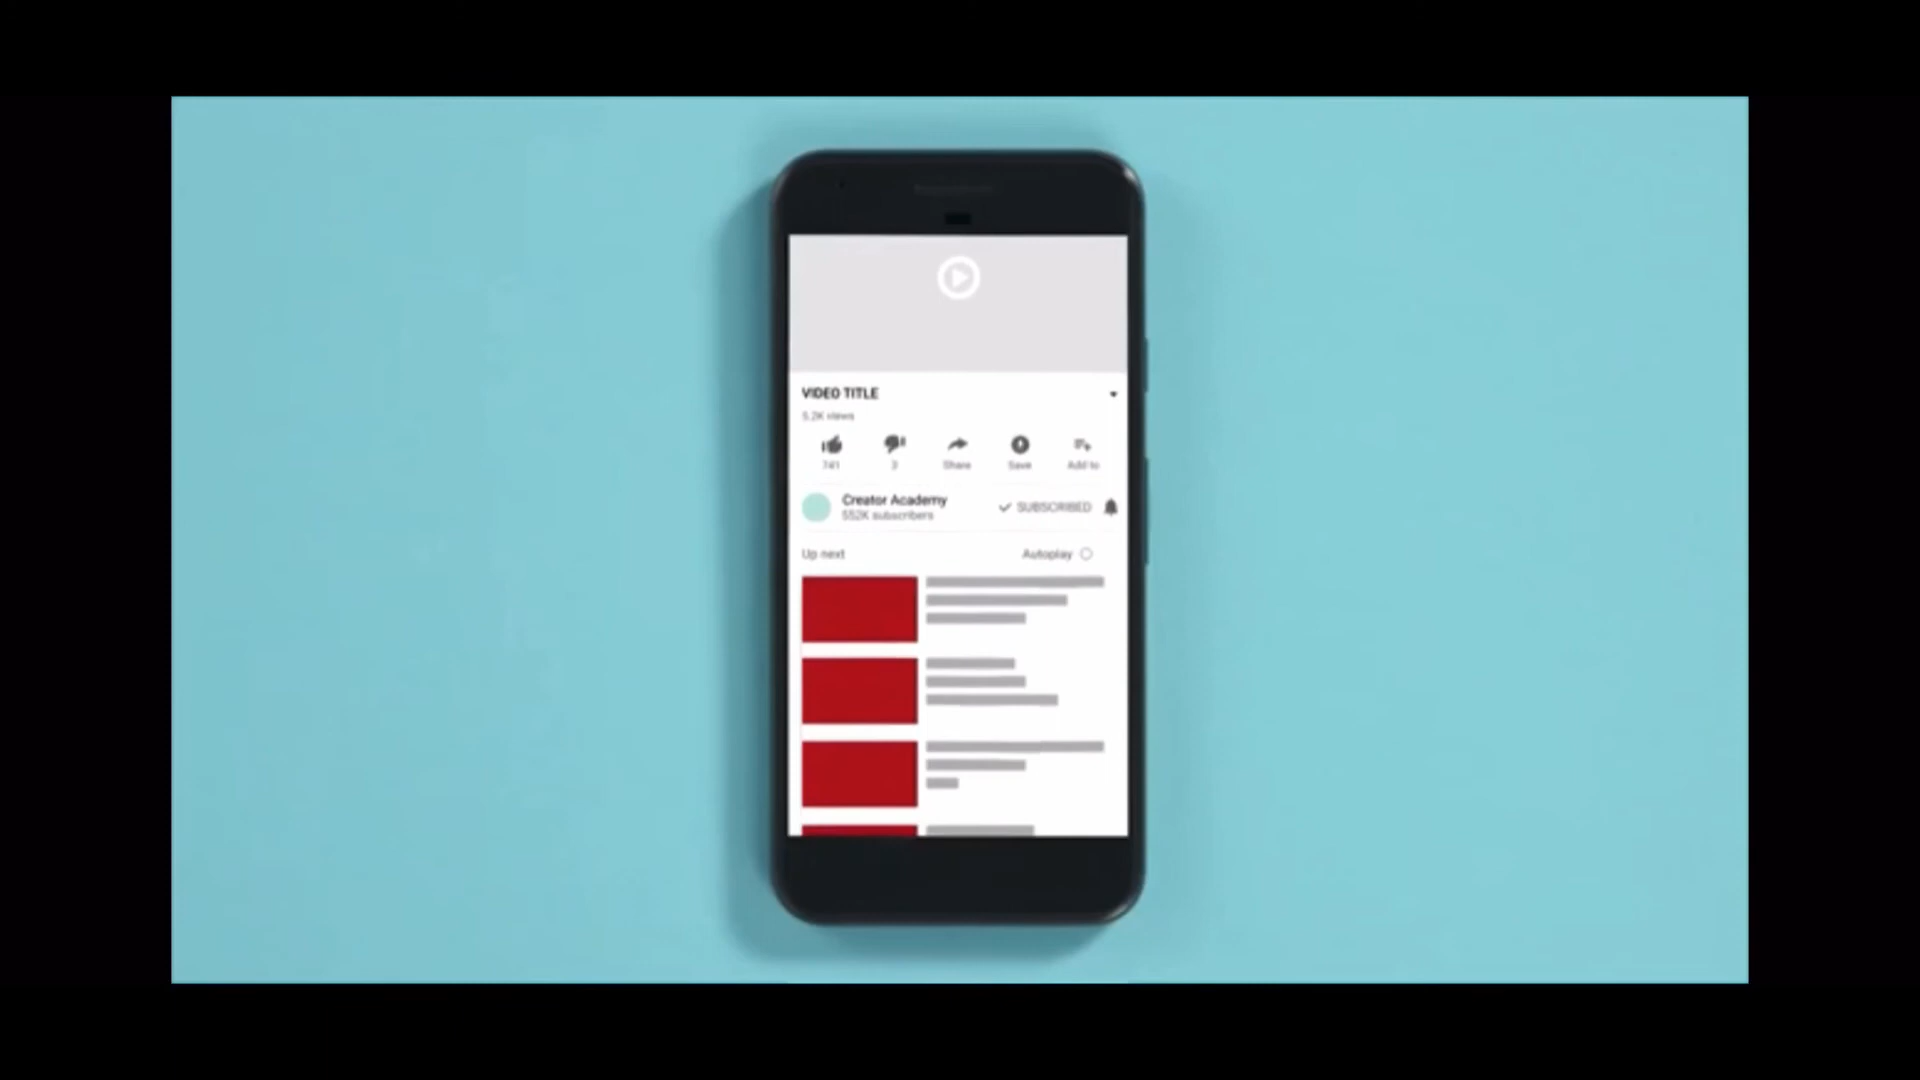 VIDEO TITLE
5.2K views
741 3 Share Save Add to
Creator Academy
552K subscribers
SUBSCRIBED
Up next Autoplay